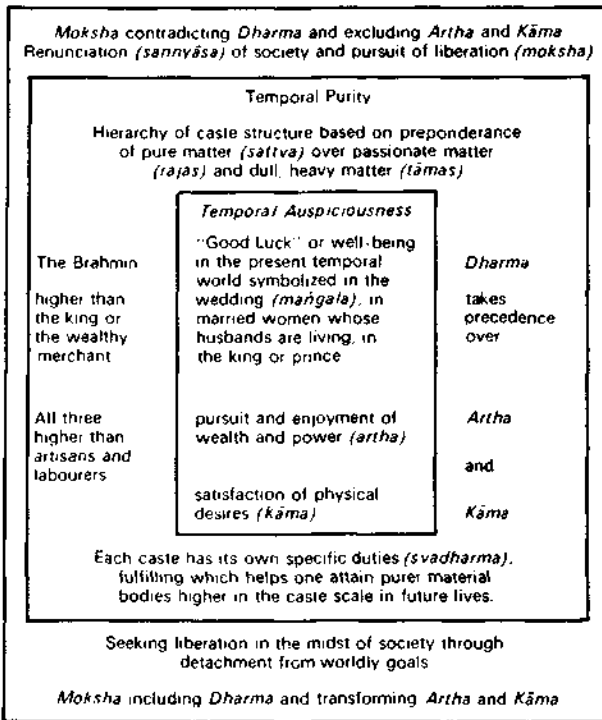 Moksha contradicting Dharma and excluding Artha and Kāma
Renunciation (sannyāsa) of society and pursuit of liberation (moksha)
Temporal Purity
Hierarchy of caste structure based on preponderance
of pure matter (sattva) over passionate matter
(rajas) and dull, heavy matter (tāmas)
Temporal Auspiciousness
"Good Luck" or well-being
in the present temporal
world symbolized in the
wedding (maṅgala), in
married women whose
husbands are living, in
the king or prince
The Brahmin
higher than
the king or
the wealthy
merchant
Dharma
takes
precedence
over
All three
higher than
artisans and
labourers
pursuit and enjoyment of
wealth and power (artha)
satisfaction of physical
desires (kāma)
Artha
and
Kāma
Each caste has its own specific duties (svadharma),
fulfilling which helps one attain purer material
bodies higher in the caste scale in future lives.
Seeking liberation in the midst of society through
detachment from worldly goals
Moksha including Dharma and transforming Artha and Kāma